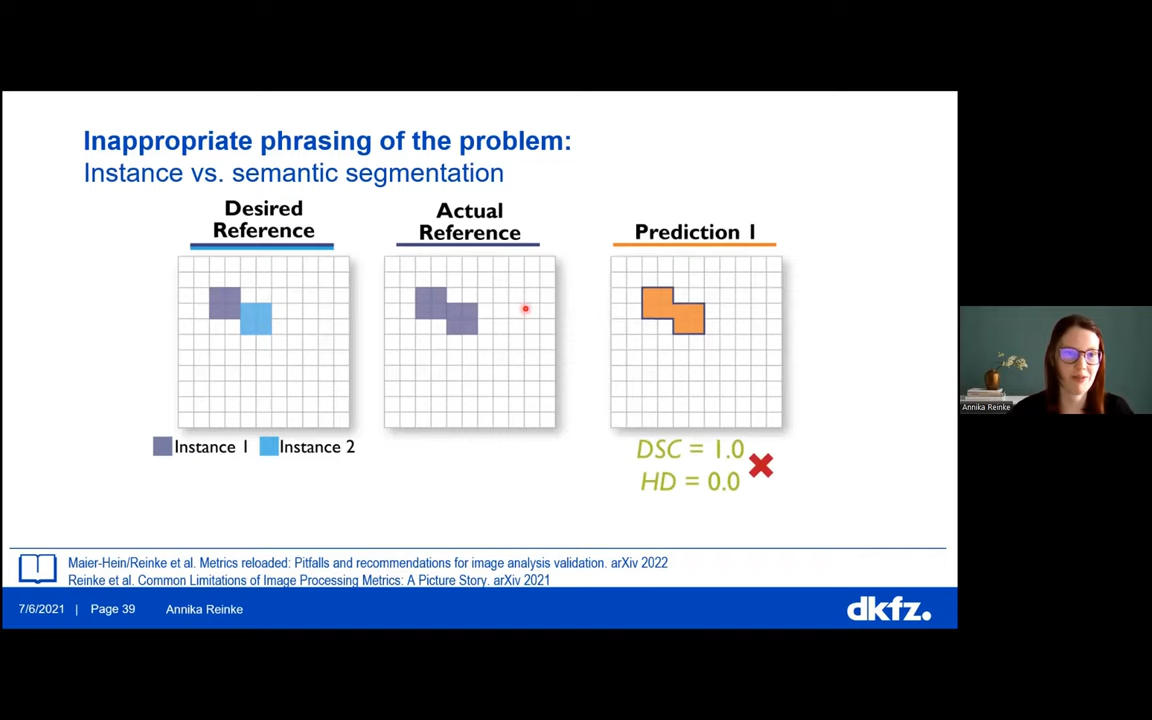 Inappropriate phrasing of the problem:
Instance vs. semantic segmentation
Desired
Reference
Actual
Reference
Prediction 1
Instance 1
Instance 2
DSC = 1.0
HD = 0.0
Annika Reinke
Maier-Hein/Reinke et al. Metrics reloaded: Pitfalls and recommendations for image analysis validation. arXiv 2022
Reinke et al. Common Limitations of Image Processing Metrics: A Picture Story. arXiv 2021
7/6/2021 | Page 39 Annika Reinke
dkfz.